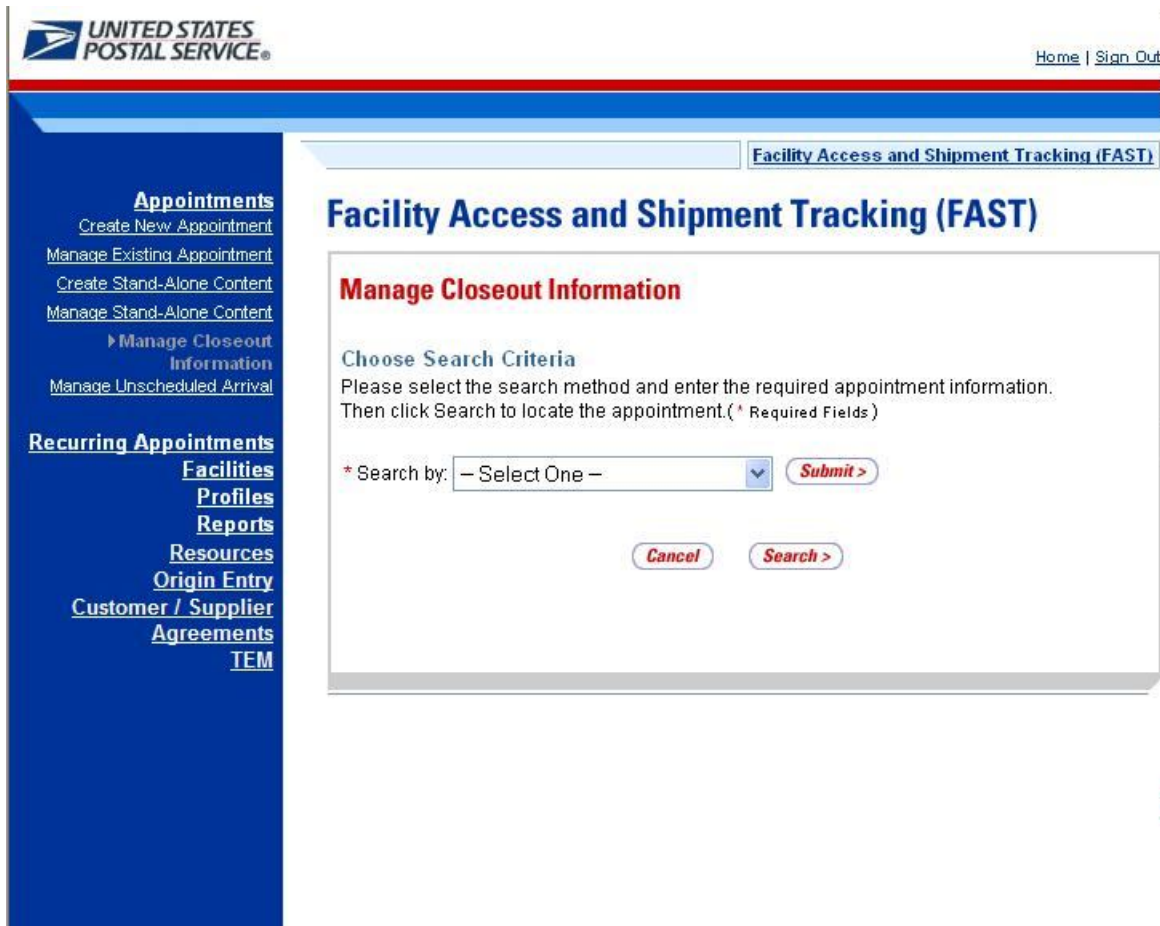 UNITED STATES
POSTAL SERVICE®
Home | Sign Out
Facility Access and Shipment Tracking (FAST)
Appointments
Create New Appointment
Manage Existing Appointment
Create Stand-Alone Content
Manage Stand-Alone Content
Manage Closeout
Information
Manage Unscheduled Arrival
Recurring Appointments
Facilities
Profiles
Reports
Resources
Origin Entry
Customer / Supplier
Agreements
TEM
Facility Access and Shipment Tracking (FAST)
Manage Closeout Information
Choose Search Criteria
Please select the search method and enter the required appointment information.
Then click Search to locate the appointment.(* Required Fields)
* Search by: – Select One – Submit >
Cancel Search >